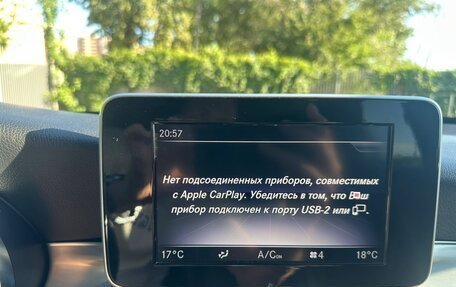 20:57
Нет подсоединенных приборов, совместимых
с Apple CarPlay. Убедитесь в том, что Ваш
прибор подключен к порту USB-2 или .
17°C A/C ON 4 18°C